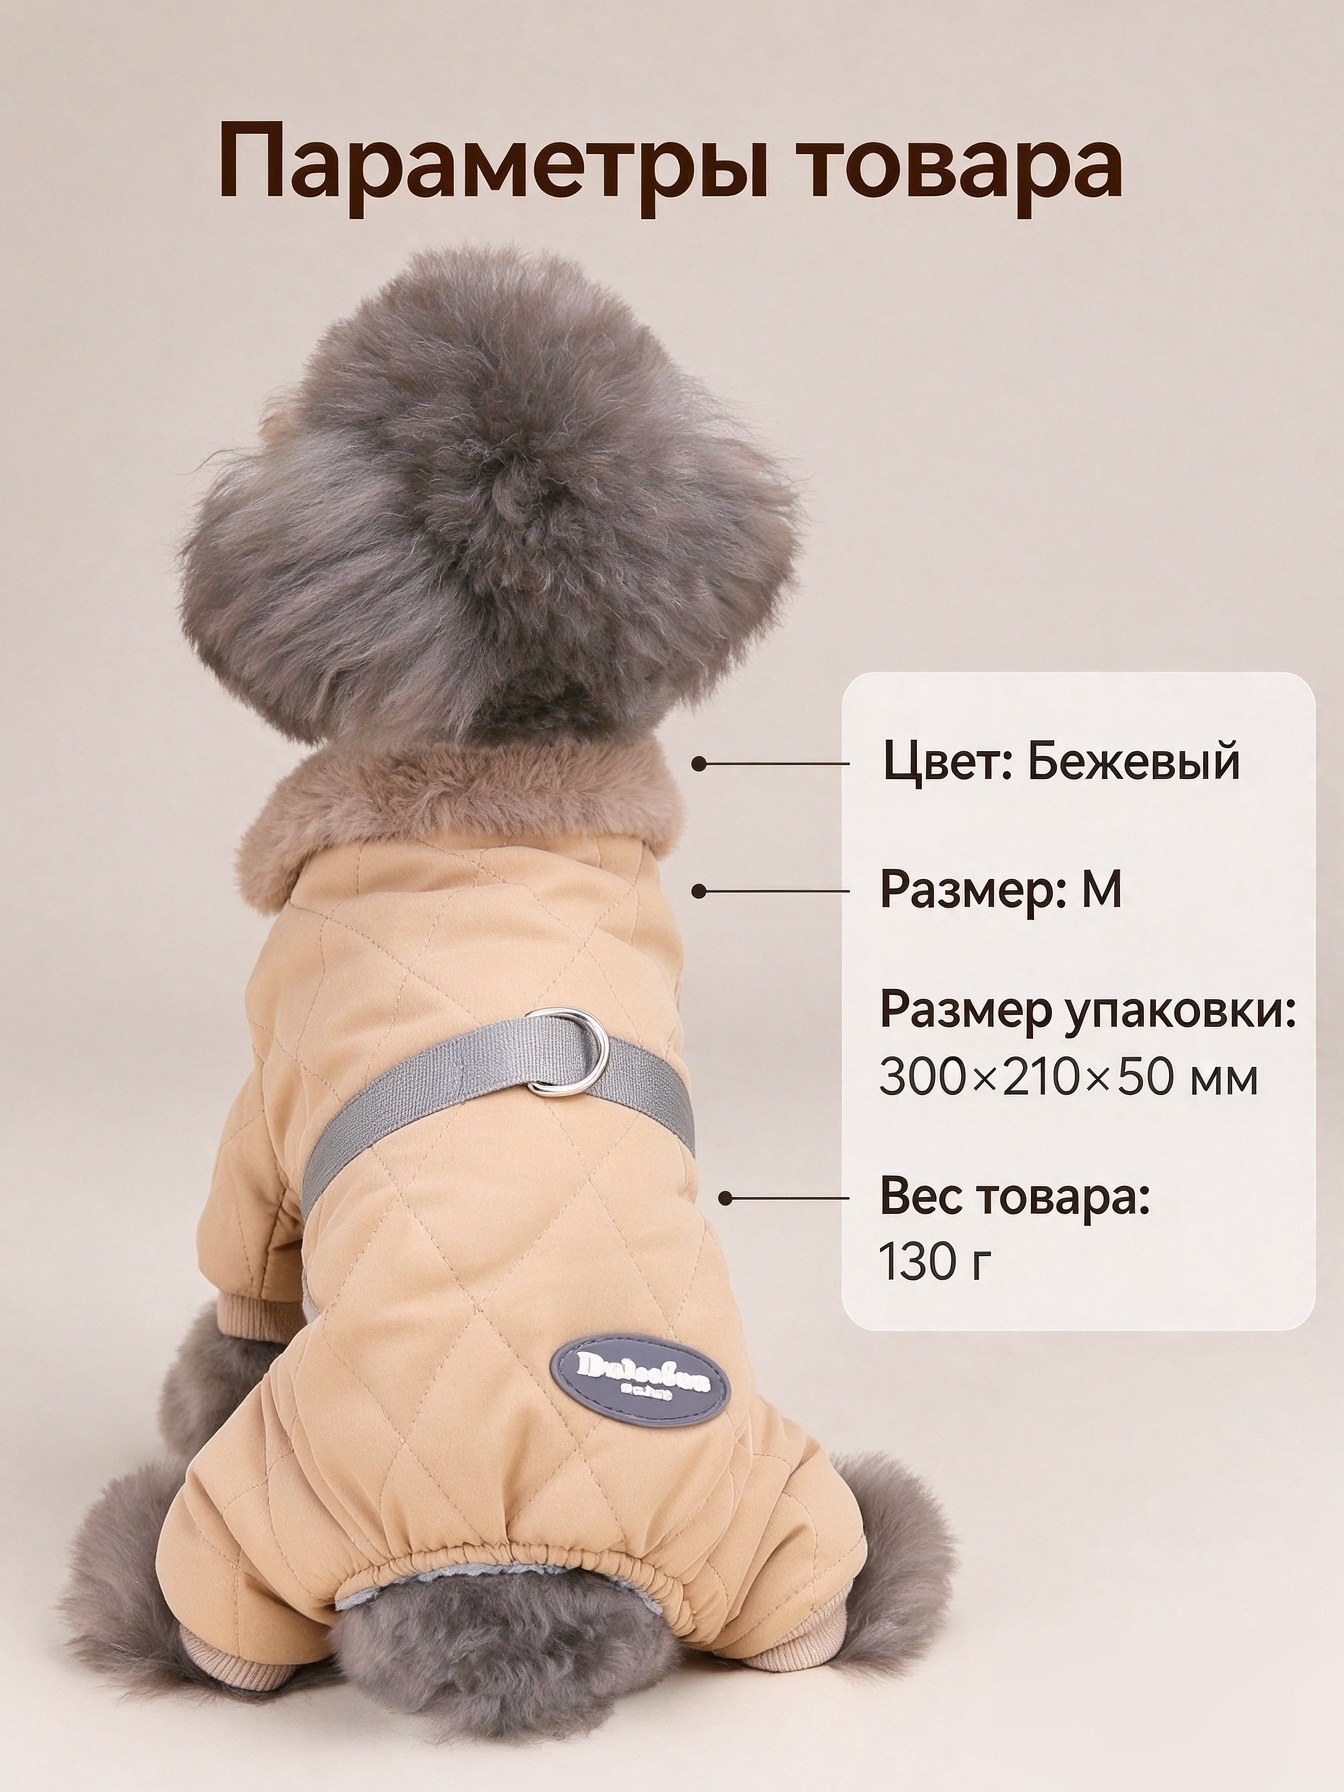 Параметры товара
Цвет: Бежевый
Размер: М
Размер упаковки:
300×210×50 мм
Вес товара:
130 г